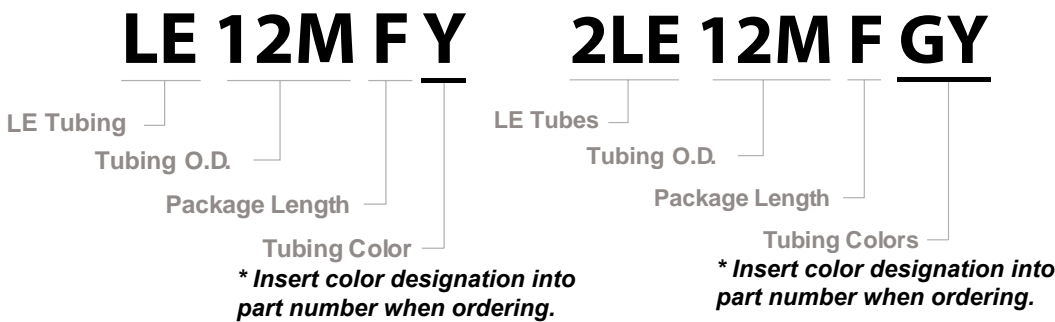 LE 12M F Y
LE Tubing
Tubing O.D.
Package Length
Tubing Color
* Insert color designation into
part number when ordering.
2LE 12M F GY
LE Tubes
Tubing O.D.
Package Length
Tubing Colors
* Insert color designation into
part number when ordering.